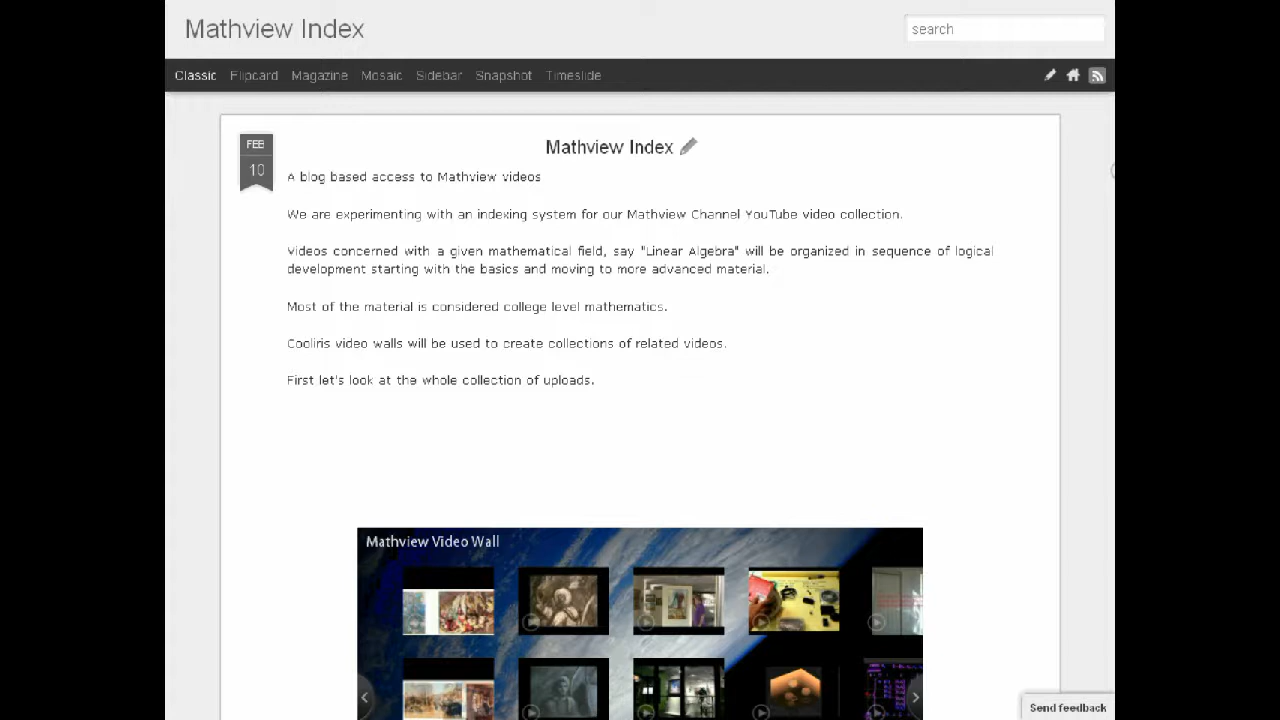 Mathview Index
search
Classic Flipcard Magazine Mosaic Sidebar Snapshot Timeslide
FEB
10
Mathview Index
A blog based access to Mathview videos
We are experimenting with an indexing system for our Mathview Channel YouTube video collection.
Videos concerned with a given mathematical field, say "Linear Algebra" will be organized in sequence of logical
development starting with the basics and moving to more advanced material.
Most of the material is considered college level mathematics.
Cooliris video walls will be used to create collections of related videos.
First let's look at the whole collection of uploads.
Mathview Video Wall
Send feedback